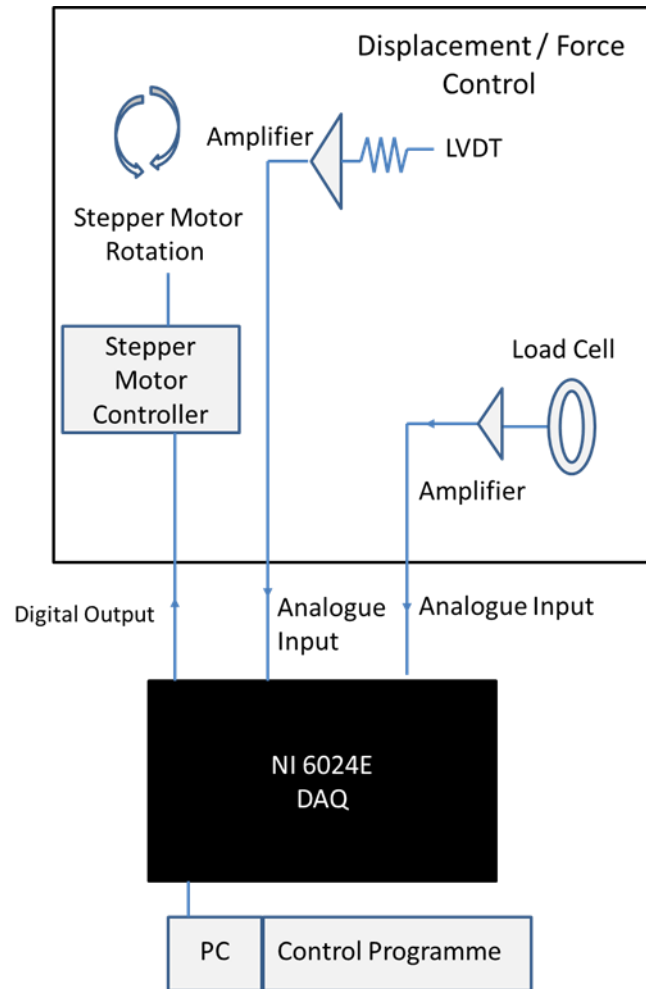 Displacement / Force
Control
Amplifier
LVDT
Stepper Motor
Rotation
Stepper
Motor
Controller
Load Cell
Amplifier
Digital Output
Analogue
Input
Analogue Input
NI 6024E
DAQ
PC
Control Programme